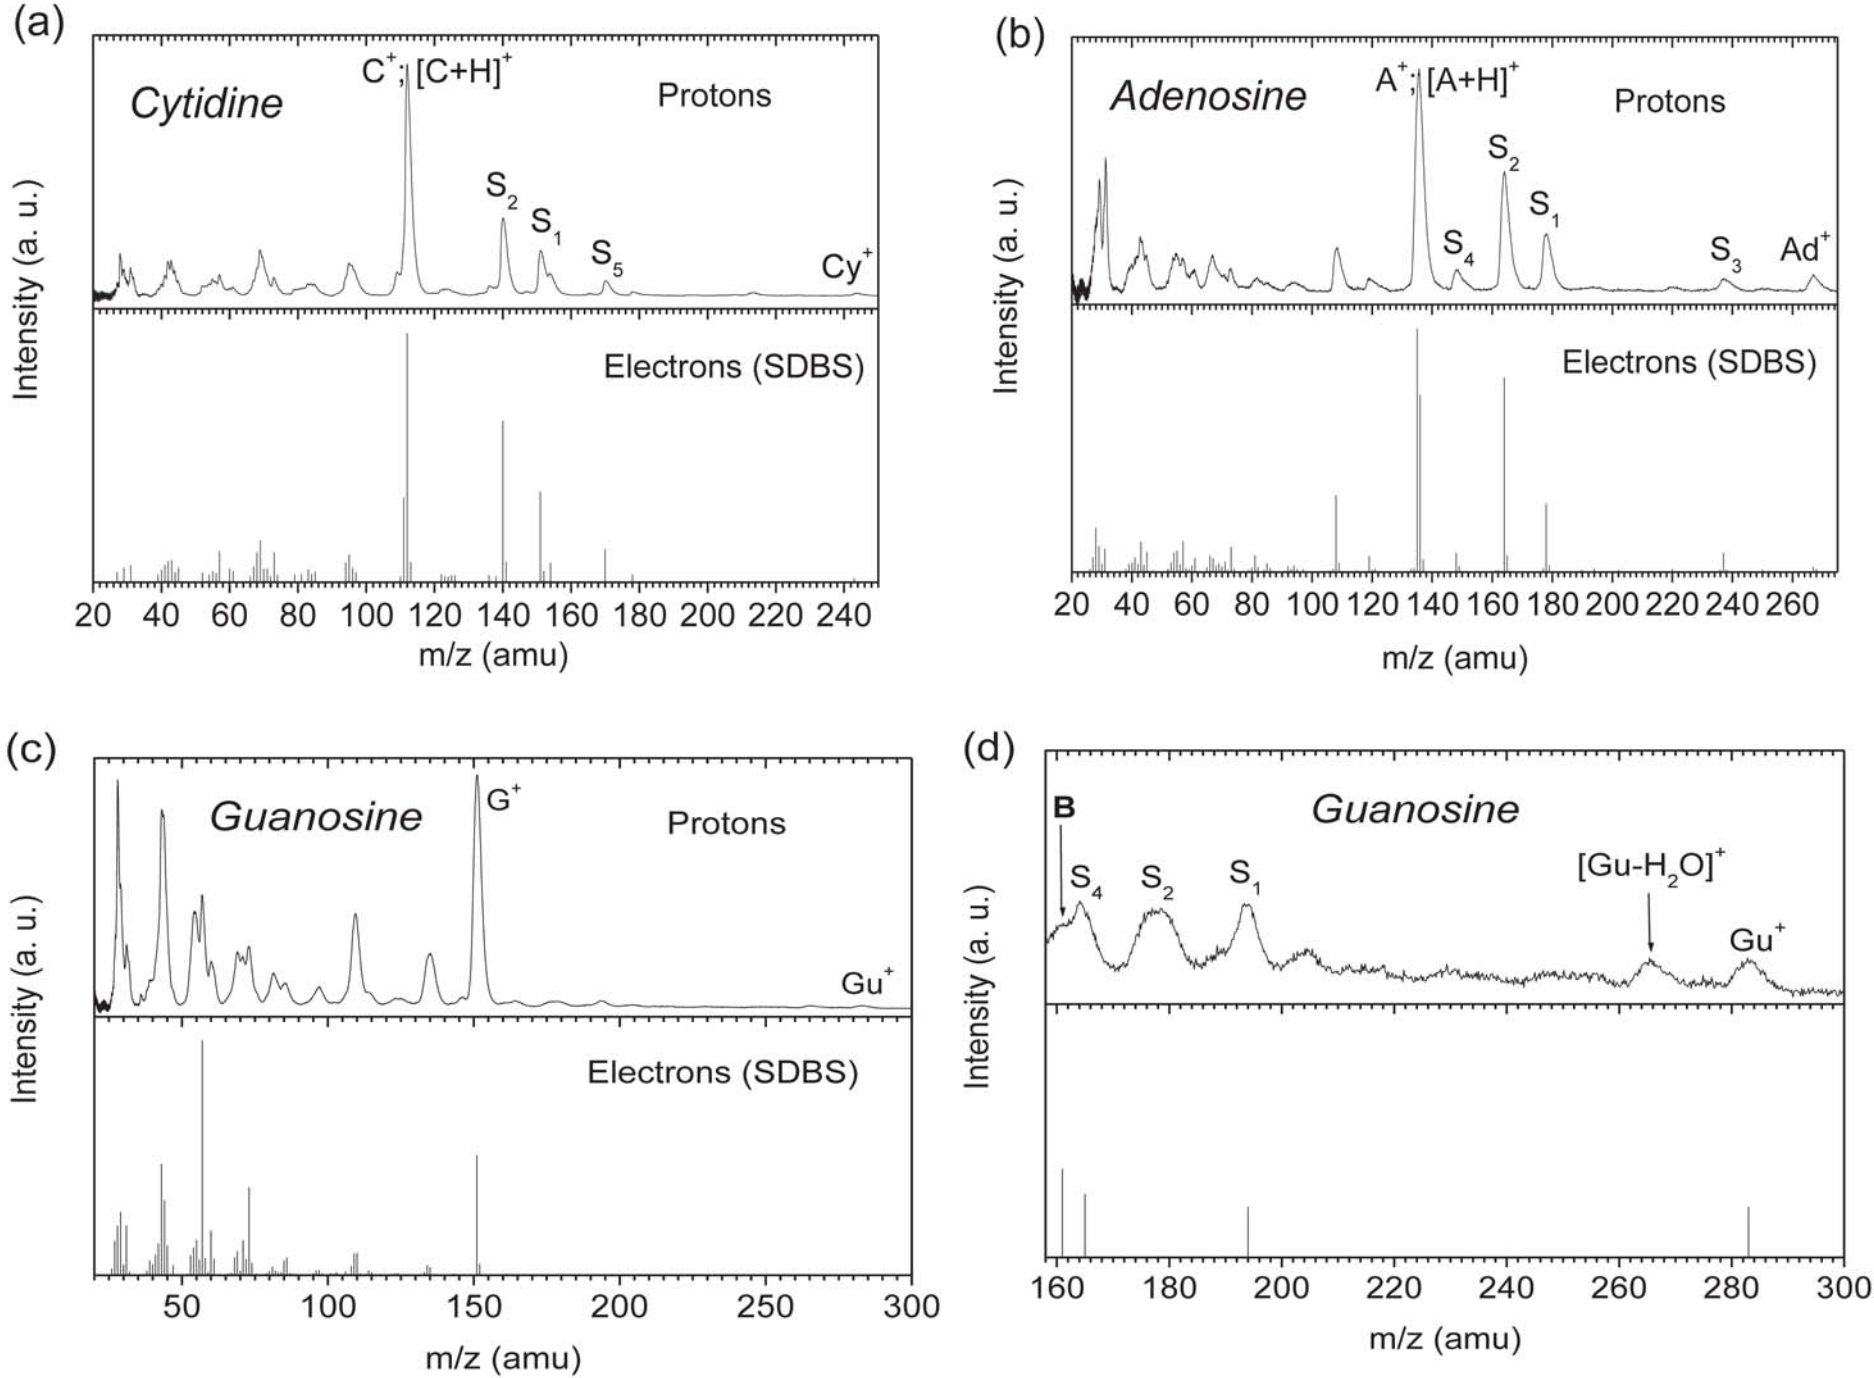 (a)
Cytidine
C+; [C+H]+
Protons
S2
S1
S5
Cy+
Intensity (a. u.)
Electrons (SDBS)
Intensity (a. u.)
20 40 60 80 100 120 140 160 180 200 220 240
m/z (amu)
(b)
Adenosine
A+; [A+H]+
Protons
S2
S1
S4
S3
Ad+
Intensity (a. u.)
Electrons (SDBS)
20 40 60 80 100 120 140 160 180 200 220 240 260
m/z (amu)
(c)
Guanosine
G+
Protons
Gu+
Intensity (a. u.)
Electrons (SDBS)
50 100 150 200 250 300
m/z (amu)
(d)
B
Guanosine
S4
S2
S1
[Gu-H2O]+
Gu+
Intensity (a. u.)
160 180 200 220 240 260 280 300
m/z (amu)